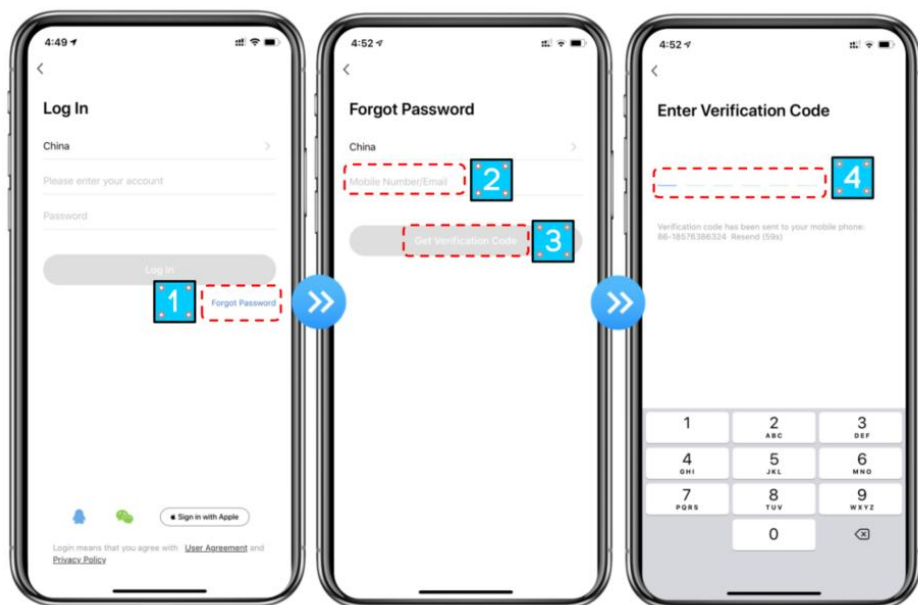 4:49
Log In
China
Please enter your account
Password
Log In
1
Forgot Password
Sign in with Apple
Login means that you agree with User Agreement and
Privacy Policy
4:52
Forgot Password
China
Mobile Number/Email
2
Get Verification Code
3
4:52
Enter Verification Code
4
Verification code has been sent to your mobile phone:
86-18576386324 Resend (59s)
1
2
ABC
3
DEF
4
GHI
5
JKL
6
MNO
7
PQRS
8
TUV
9
WXYZ
0